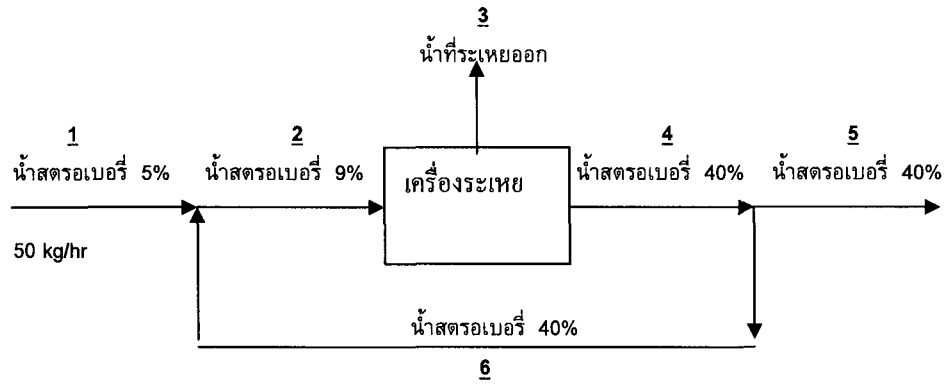 3
น้ำที่ระเหยออก
1
2
4
5
น้ำสตรอเบอรี่ 5%
น้ำสตรอเบอรี่ 9%
เครื่องระเหย
น้ำสตรอเบอรี่ 40%
น้ำสตรอเบอรี่ 40%
50 kg/hr
น้ำสตรอเบอรี่ 40%
6